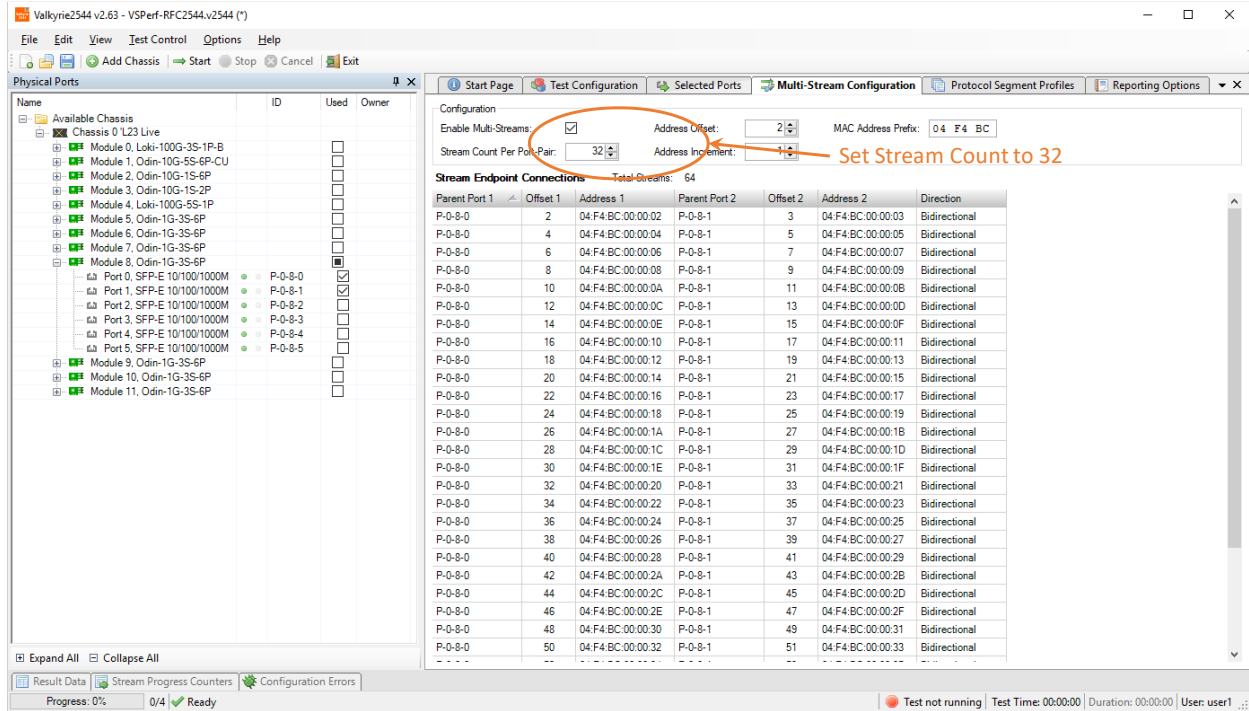 Valkyrie2544 v2.63 - VSPerf-RFC2544.v2544 (*)
File Edit View Test Control Options Help
Add Chassis Start Stop Cancel Exit
Physical Ports
Name ID Used Owner
Available Chassis
Chassis 0 'L23 Live
Module 0, Loki-100G-3S-1P-B
Module 1, Odin-10G-5S-6P-CU
Module 2, Odin-10G-1S-6P
Module 3, Odin-10G-1S-2P
Module 4, Loki-100G-5S-1P
Module 5, Odin-1G-3S-6P
Module 6, Odin-1G-3S-6P
Module 7, Odin-1G-3S-6P
Module 8, Odin-1G-3S-6P
Port 0, SFP-E 10/100/1000M P-0-8-0
Port 1, SFP-E 10/100/1000M P-0-8-1
Port 2, SFP-E 10/100/1000M P-0-8-2
Port 3, SFP-E 10/100/1000M P-0-8-3
Port 4, SFP-E 10/100/1000M P-0-8-4
Port 5, SFP-E 10/100/1000M P-0-8-5
Module 9, Odin-1G-3S-6P
Module 10, Odin-1G-3S-6P
Module 11, Odin-1G-3S-6P
Expand All Collapse All
Start Page Test Configuration Selected Ports Multi-Stream Configuration Protocol Segment Profiles Reporting Options
Configuration
Enable Multi-Streams: Address Offset: 2 MAC Address Prefix: 04 F4 BC
Stream Count Per Port-Pair: 32 Address Increment: 1
Set Stream Count to 32
Stream Endpoint Connections Total Streams: 64
Parent Port 1 Offset 1 Address 1 Parent Port 2 Offset 2 Address 2 Direction
P-0-8-0 2 04:F4:BC:00:00:02 P-0-8-1 3 04:F4:BC:00:00:03 Bidirectional
P-0-8-0 4 04:F4:BC:00:00:04 P-0-8-1 5 04:F4:BC:00:00:05 Bidirectional
P-0-8-0 6 04:F4:BC:00:00:06 P-0-8-1 7 04:F4:BC:00:00:07 Bidirectional
P-0-8-0 8 04:F4:BC:00:00:08 P-0-8-1 9 04:F4:BC:00:00:09 Bidirectional
P-0-8-0 10 04:F4:BC:00:00:0A P-0-8-1 11 04:F4:BC:00:00:0B Bidirectional
P-0-8-0 12 04:F4:BC:00:00:0C P-0-8-1 13 04:F4:BC:00:00:0D Bidirectional
P-0-8-0 14 04:F4:BC:00:00:0E P-0-8-1 15 04:F4:BC:00:00:0F Bidirectional
P-0-8-0 16 04:F4:BC:00:00:10 P-0-8-1 17 04:F4:BC:00:00:11 Bidirectional
P-0-8-0 18 04:F4:BC:00:00:12 P-0-8-1 19 04:F4:BC:00:00:13 Bidirectional
P-0-8-0 20 04:F4:BC:00:00:14 P-0-8-1 21 04:F4:BC:00:00:15 Bidirectional
P-0-8-0 22 04:F4:BC:00:00:16 P-0-8-1 23 04:F4:BC:00:00:17 Bidirectional
P-0-8-0 24 04:F4:BC:00:00:18 P-0-8-1 25 04:F4:BC:00:00:19 Bidirectional
P-0-8-0 26 04:F4:BC:00:00:1A P-0-8-1 27 04:F4:BC:00:00:1B Bidirectional
P-0-8-0 28 04:F4:BC:00:00:1C P-0-8-1 29 04:F4:BC:00:00:1D Bidirectional
P-0-8-0 30 04:F4:BC:00:00:1E P-0-8-1 31 04:F4:BC:00:00:1F Bidirectional
P-0-8-0 32 04:F4:BC:00:00:20 P-0-8-1 33 04:F4:BC:00:00:21 Bidirectional
P-0-8-0 34 04:F4:BC:00:00:22 P-0-8-1 35 04:F4:BC:00:00:23 Bidirectional
P-0-8-0 36 04:F4:BC:00:00:24 P-0-8-1 37 04:F4:BC:00:00:25 Bidirectional
P-0-8-0 38 04:F4:BC:00:00:26 P-0-8-1 39 04:F4:BC:00:00:27 Bidirectional
P-0-8-0 40 04:F4:BC:00:00:28 P-0-8-1 41 04:F4:BC:00:00:29 Bidirectional
P-0-8-0 42 04:F4:BC:00:00:2A P-0-8-1 43 04:F4:BC:00:00:2B Bidirectional
P-0-8-0 44 04:F4:BC:00:00:2C P-0-8-1 45 04:F4:BC:00:00:2D Bidirectional
P-0-8-0 46 04:F4:BC:00:00:2E P-0-8-1 47 04:F4:BC:00:00:2F Bidirectional
P-0-8-0 48 04:F4:BC:00:00:30 P-0-8-1 49 04:F4:BC:00:00:31 Bidirectional
P-0-8-0 50 04:F4:BC:00:00:32 P-0-8-1 51 04:F4:BC:00:00:33 Bidirectional
Result Data Stream Progress Counters Configuration Errors
Progress: 0% 0/4 Ready Test not running Test Time: 00:00:00 Duration: 00:00:00 User: user1